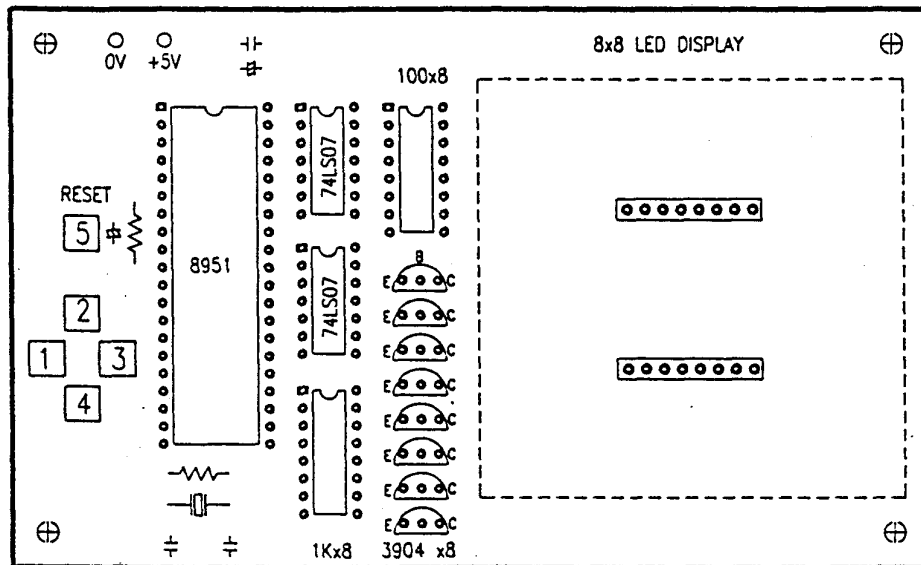 8x8 LED DISPLAY
0V +5V
100x8
74LS07
RESET
5
8951
B
E C
2
74LS07
E C
1 3
E C
4
E C
E C
E C
E C
E C
1Kx8 3904 x8